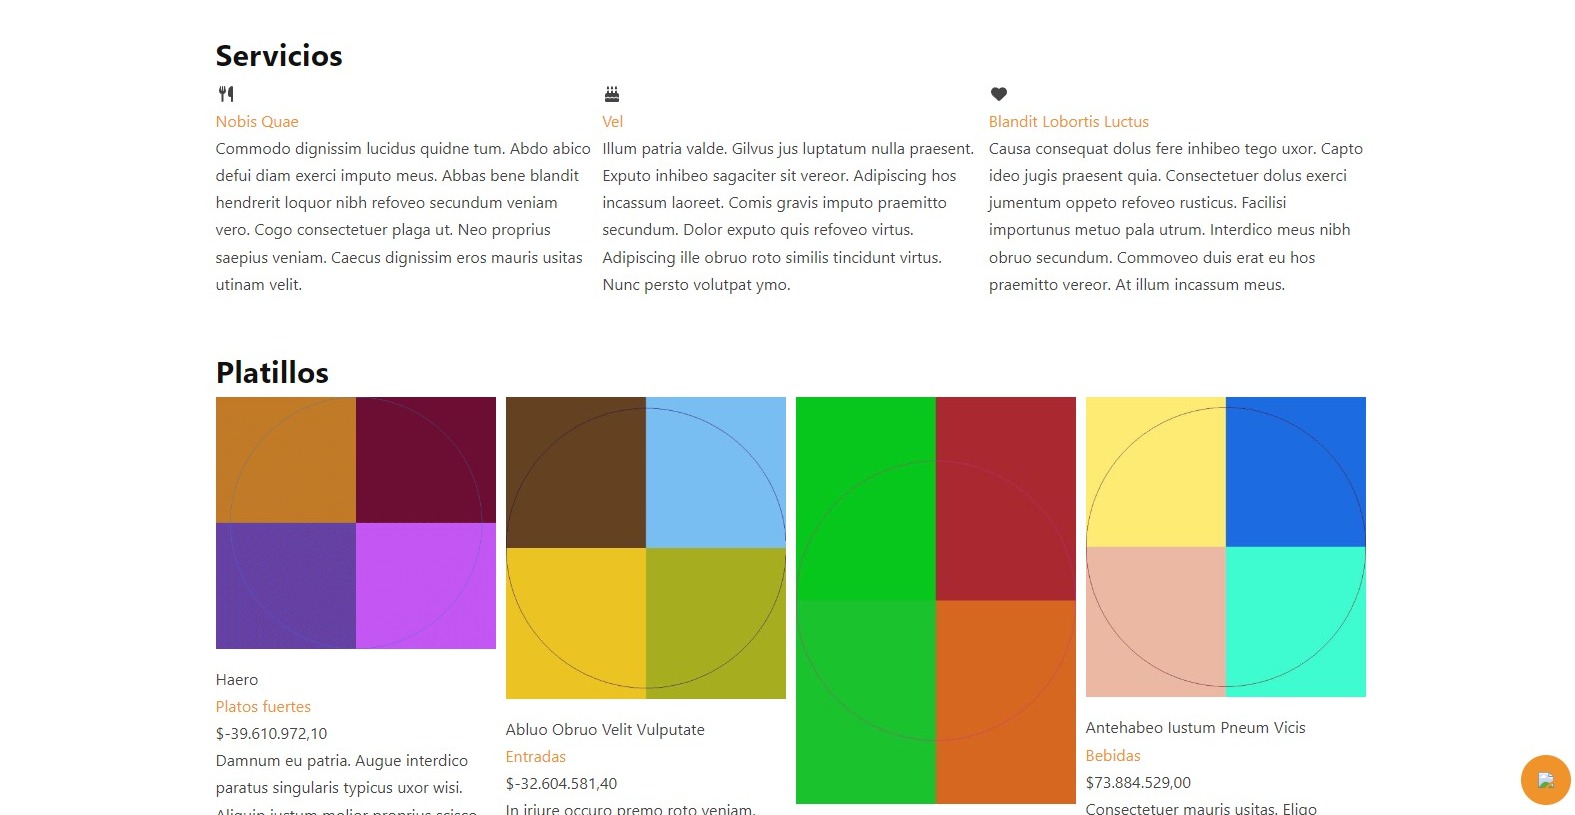 Servicios
Nobis Quae
Commodo dignissim lucidus quidne tum. Abdo abico
defui diam exerci imputo meus. Abbas bene blandit
hendrerit loquor nibh refoveo secundum veniam
vero. Cogo consectetuer plaga ut. Neo proprius
saepius veniam. Caecus dignissim eros mauris usitas
utinam velit.
Vel
Illum patria valde. Gilvus jus luptatum nulla praesent.
Exputo inhibeo sagaciter sit vereor. Adipiscing hos
incassum laoreet. Comis gravis imputo praemitto
secundum. Dolor exputo quis refoveo virtus.
Adipiscing ille obruo roto similis tincidunt virtus.
Nunc persto volutpat ymo.
Blandit Lobortis Luctus
Causa consequat dolus fere inhibeo tego uxor. Capto
ideo jugis praesent quia. Consectetuer dolus exerci
jumentum oppeto refoveo rusticus. Facilisi
importunus metuo pala utrum. Interdico meus nibh
obruo secundum. Commoveo duis erat eu hos
praemitto vereor. At illum incassum meus.
Platillos
Haero
Platos fuertes
$-39.610.972,10
Damnum eu patria. Augue interdico
paratus singularis typicus uxor wisi.
Aliquip iustum melior proprius scisco
Abluo Obruo Velit Vulputate
Entradas
$-32.604.581,40
In iriure occuro premo roto veniam.
Antehabeo Iustum Pneum Vicis
Bebidas
$73.884.529,00
Consectetuer mauris usitas. Eligo